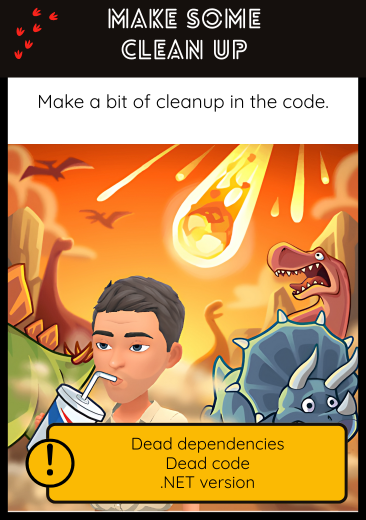 MAKE SOME
CLEAN UP
Make a bit of cleanup in the code.
!
Dead dependencies
Dead code
.NET version